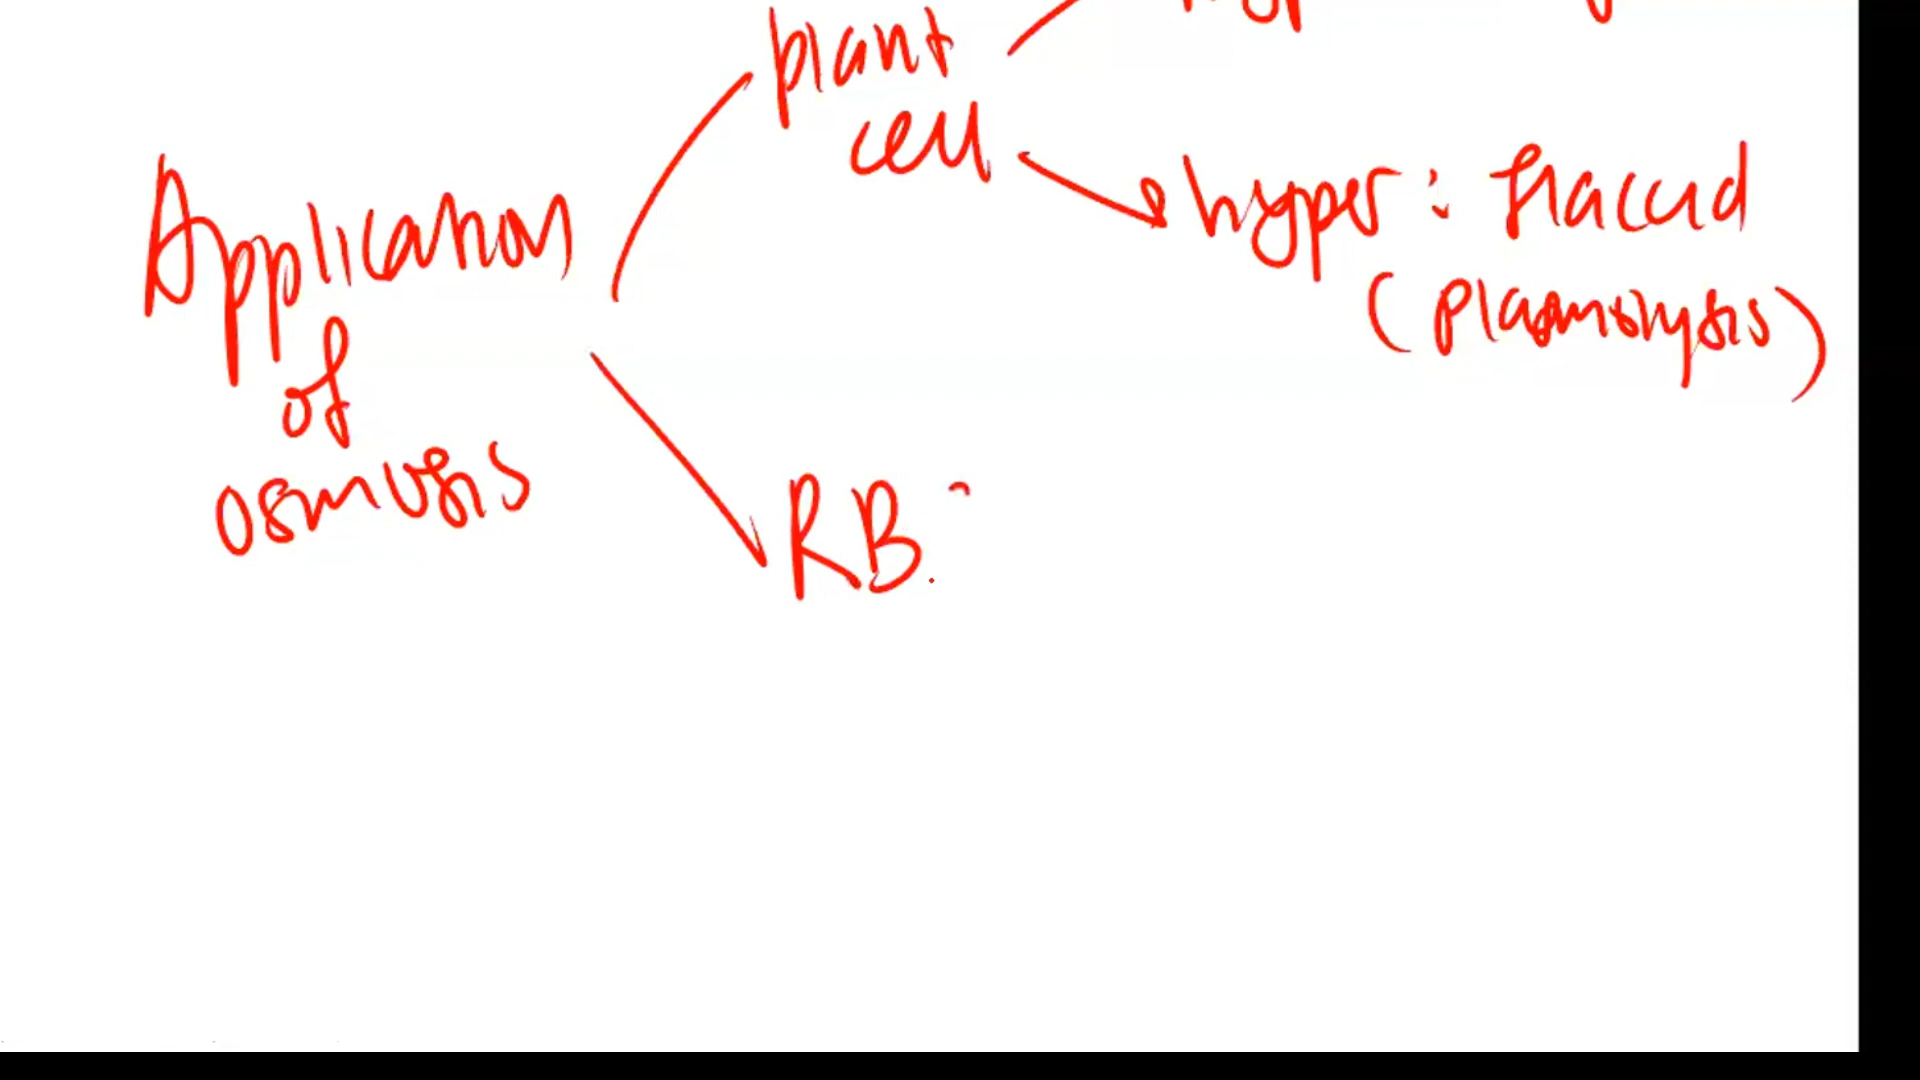 plant
cell
hyper : flaccid
(plasmolysis)
Application
of
osmosis
RB